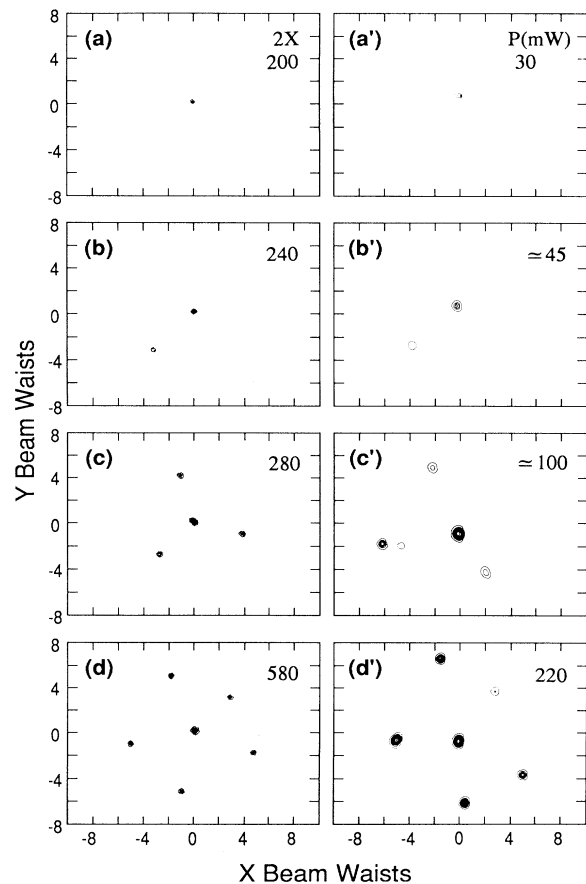 (a) 2X
200
8
4
0
-4
-8
(a') P(mW)
30
(b) 240
8
4
0
-4
-8
(b') ≃45
(c) 280
8
4
0
-4
-8
(c') ≃100
(d) 580
8
4
0
-4
-8
(d') 220
-8 -4 0 4 8
-8 -4 0 4 8
Y Beam Waists
X Beam Waists